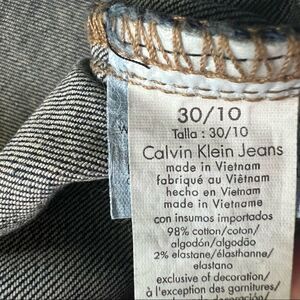 30/10
Talla : 30/10
Calvin Klein Jeans
made in Vietnam
fabriqué au Viêtnam
hecho en Vietnam
made in Vietname
con insumos importados
98% cotton/coton/
algodón/algodão
2% elastane/élasthanne/
elastano
exclusive of decoration/
à l'exception des garnitures/